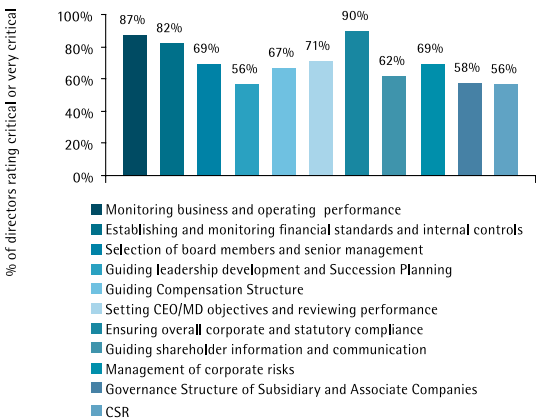 % of directors rating critical or very critical
100%
80%
60%
40%
20%
0%
87%
82%
69%
56%
67%
71%
90%
62%
69%
58%
56%
Monitoring business and operating performance
Establishing and monitoring financial standards and internal controls
Selection of board members and senior management
Guiding leadership development and Succession Planning
Guiding Compensation Structure
Setting CEO/MD objectives and reviewing performance
Ensuring overall corporate and statutory compliance
Guiding shareholder information and communication
Management of corporate risks
Governance Structure of Subsidiary and Associate Companies
CSR